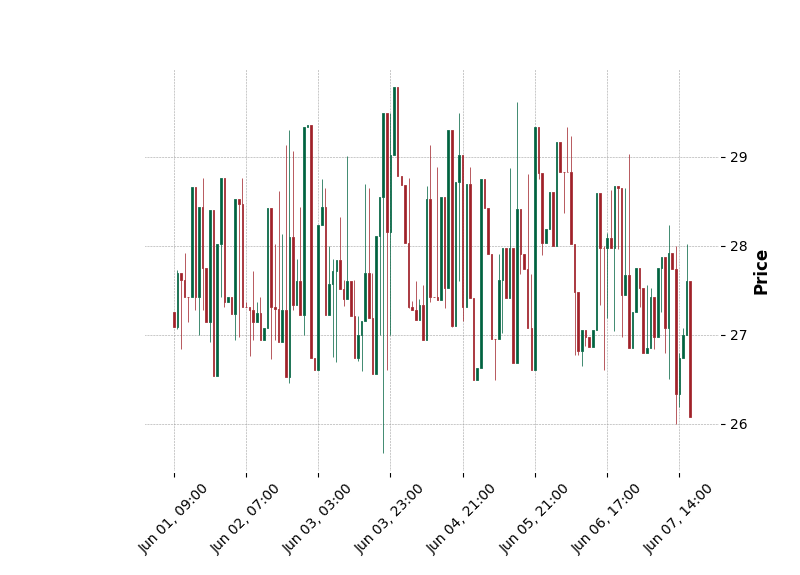 29
28
27
26
Price
Jun 01, 09:00
Jun 02, 07:00
Jun 03, 03:00
Jun 03, 23:00
Jun 04, 21:00
Jun 05, 21:00
Jun 06, 17:00
Jun 07, 14:00